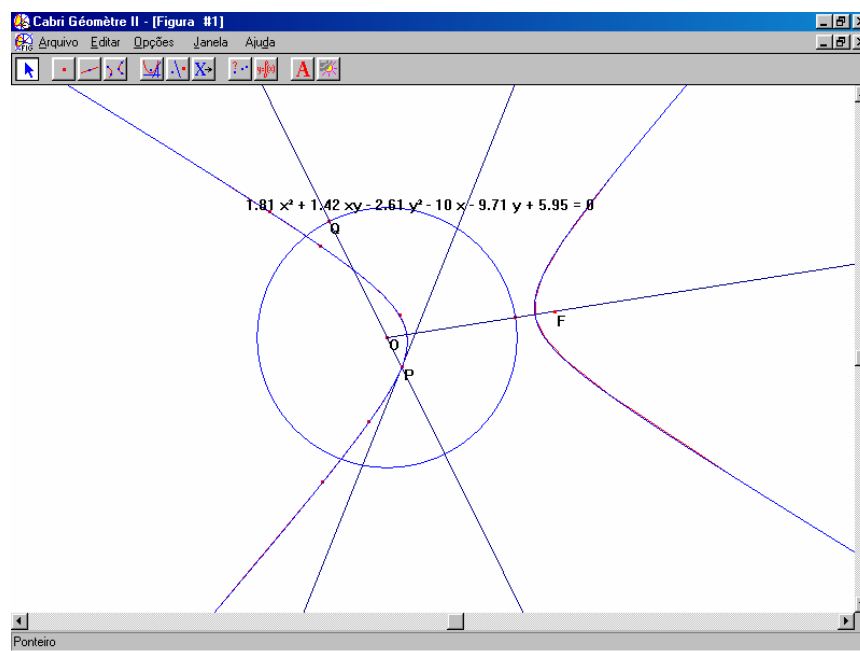 Cabri Géomètre II - [Figura #1]
Arquivo Editar Opções Janela Ajuda
A
1.81 x² + 1.42 xy - 2.61 y² - 10 x - 9.71 y + 5.95 = 0
Q
F
O
P
Ponteiro